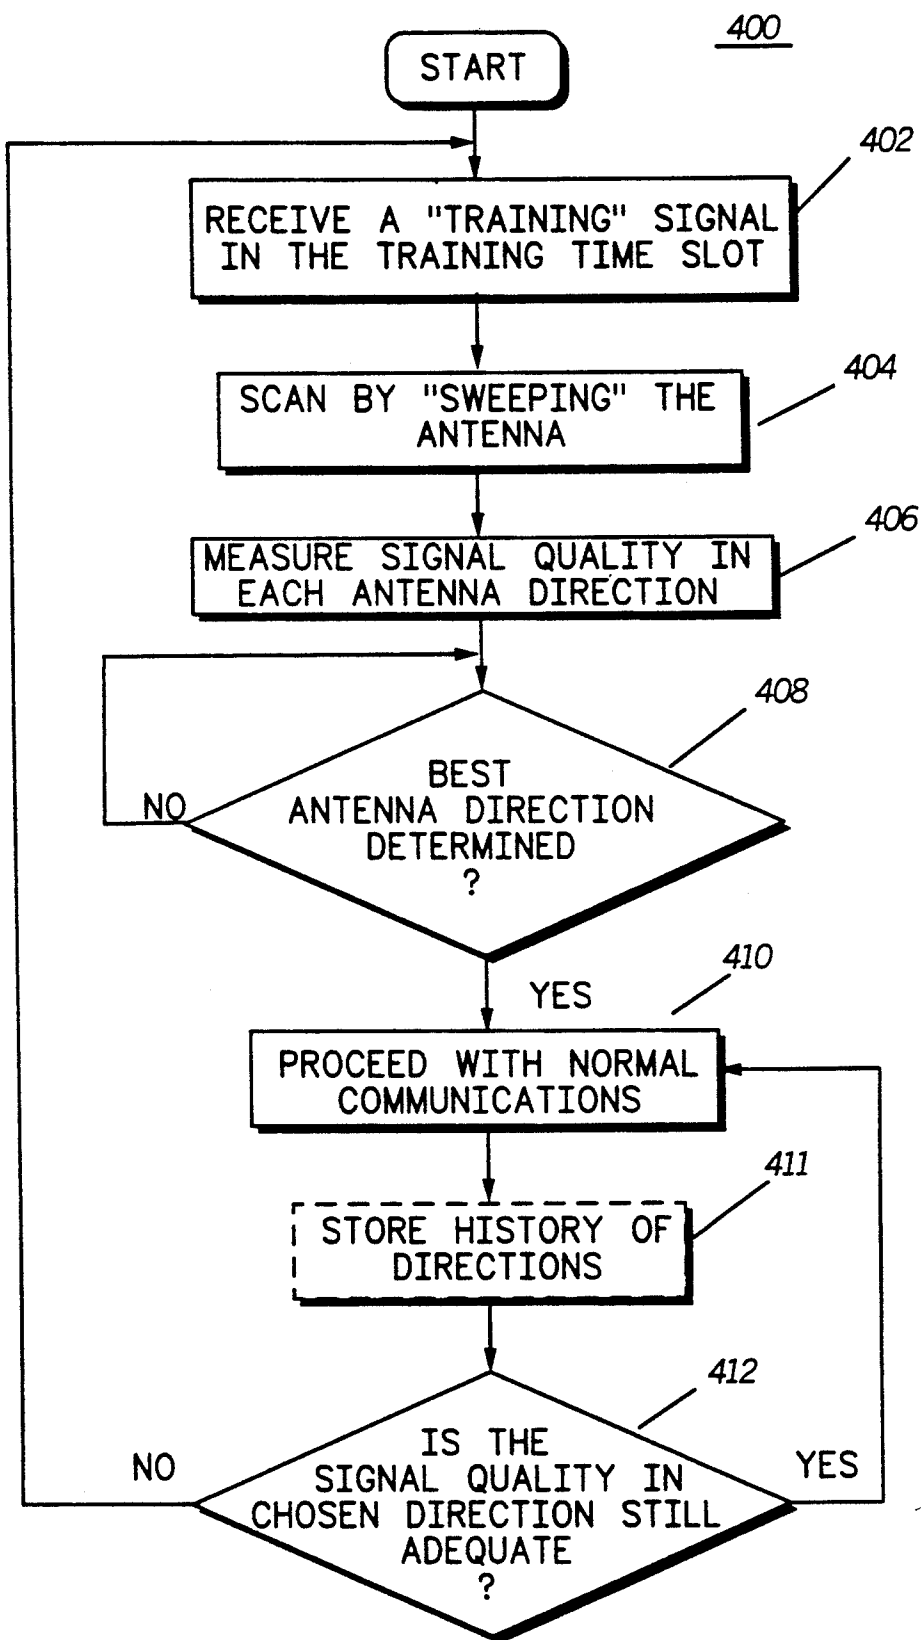 400
START
402
RECEIVE A "TRAINING" SIGNAL
IN THE TRAINING TIME SLOT
404
SCAN BY "SWEEPING" THE
ANTENNA
406
MEASURE SIGNAL QUALITY IN
EACH ANTENNA DIRECTION
408
BEST
ANTENNA DIRECTION
DETERMINED
?
NO
YES
410
PROCEED WITH NORMAL
COMMUNICATIONS
411
STORE HISTORY OF
DIRECTIONS
412
IS THE
SIGNAL QUALITY IN
CHOSEN DIRECTION STILL
ADEQUATE
?
NO
YES